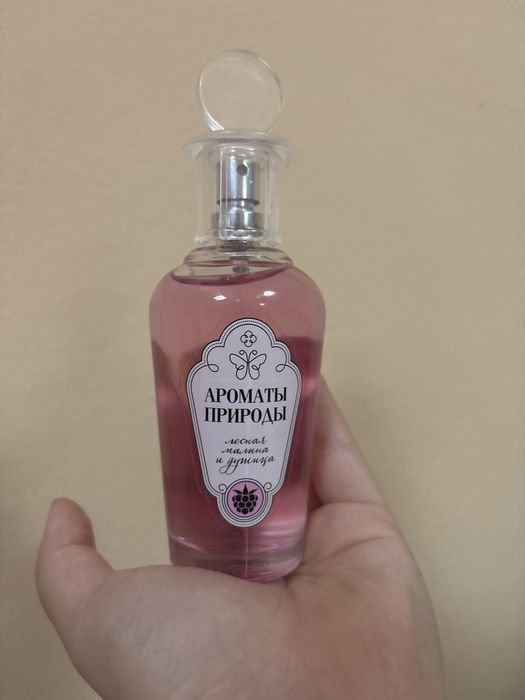 АРОМАТЫ
ПРИРОДЫ
лесная
малина
и душица